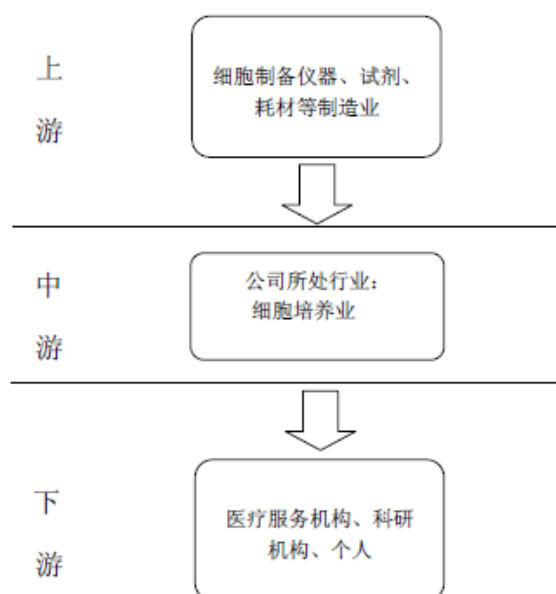 上
游
细胞制备仪器、试剂、
耗材等制造业
中
游
公司所处行业：
细胞培养业
下
游
医疗服务机构、科研
机构、个人